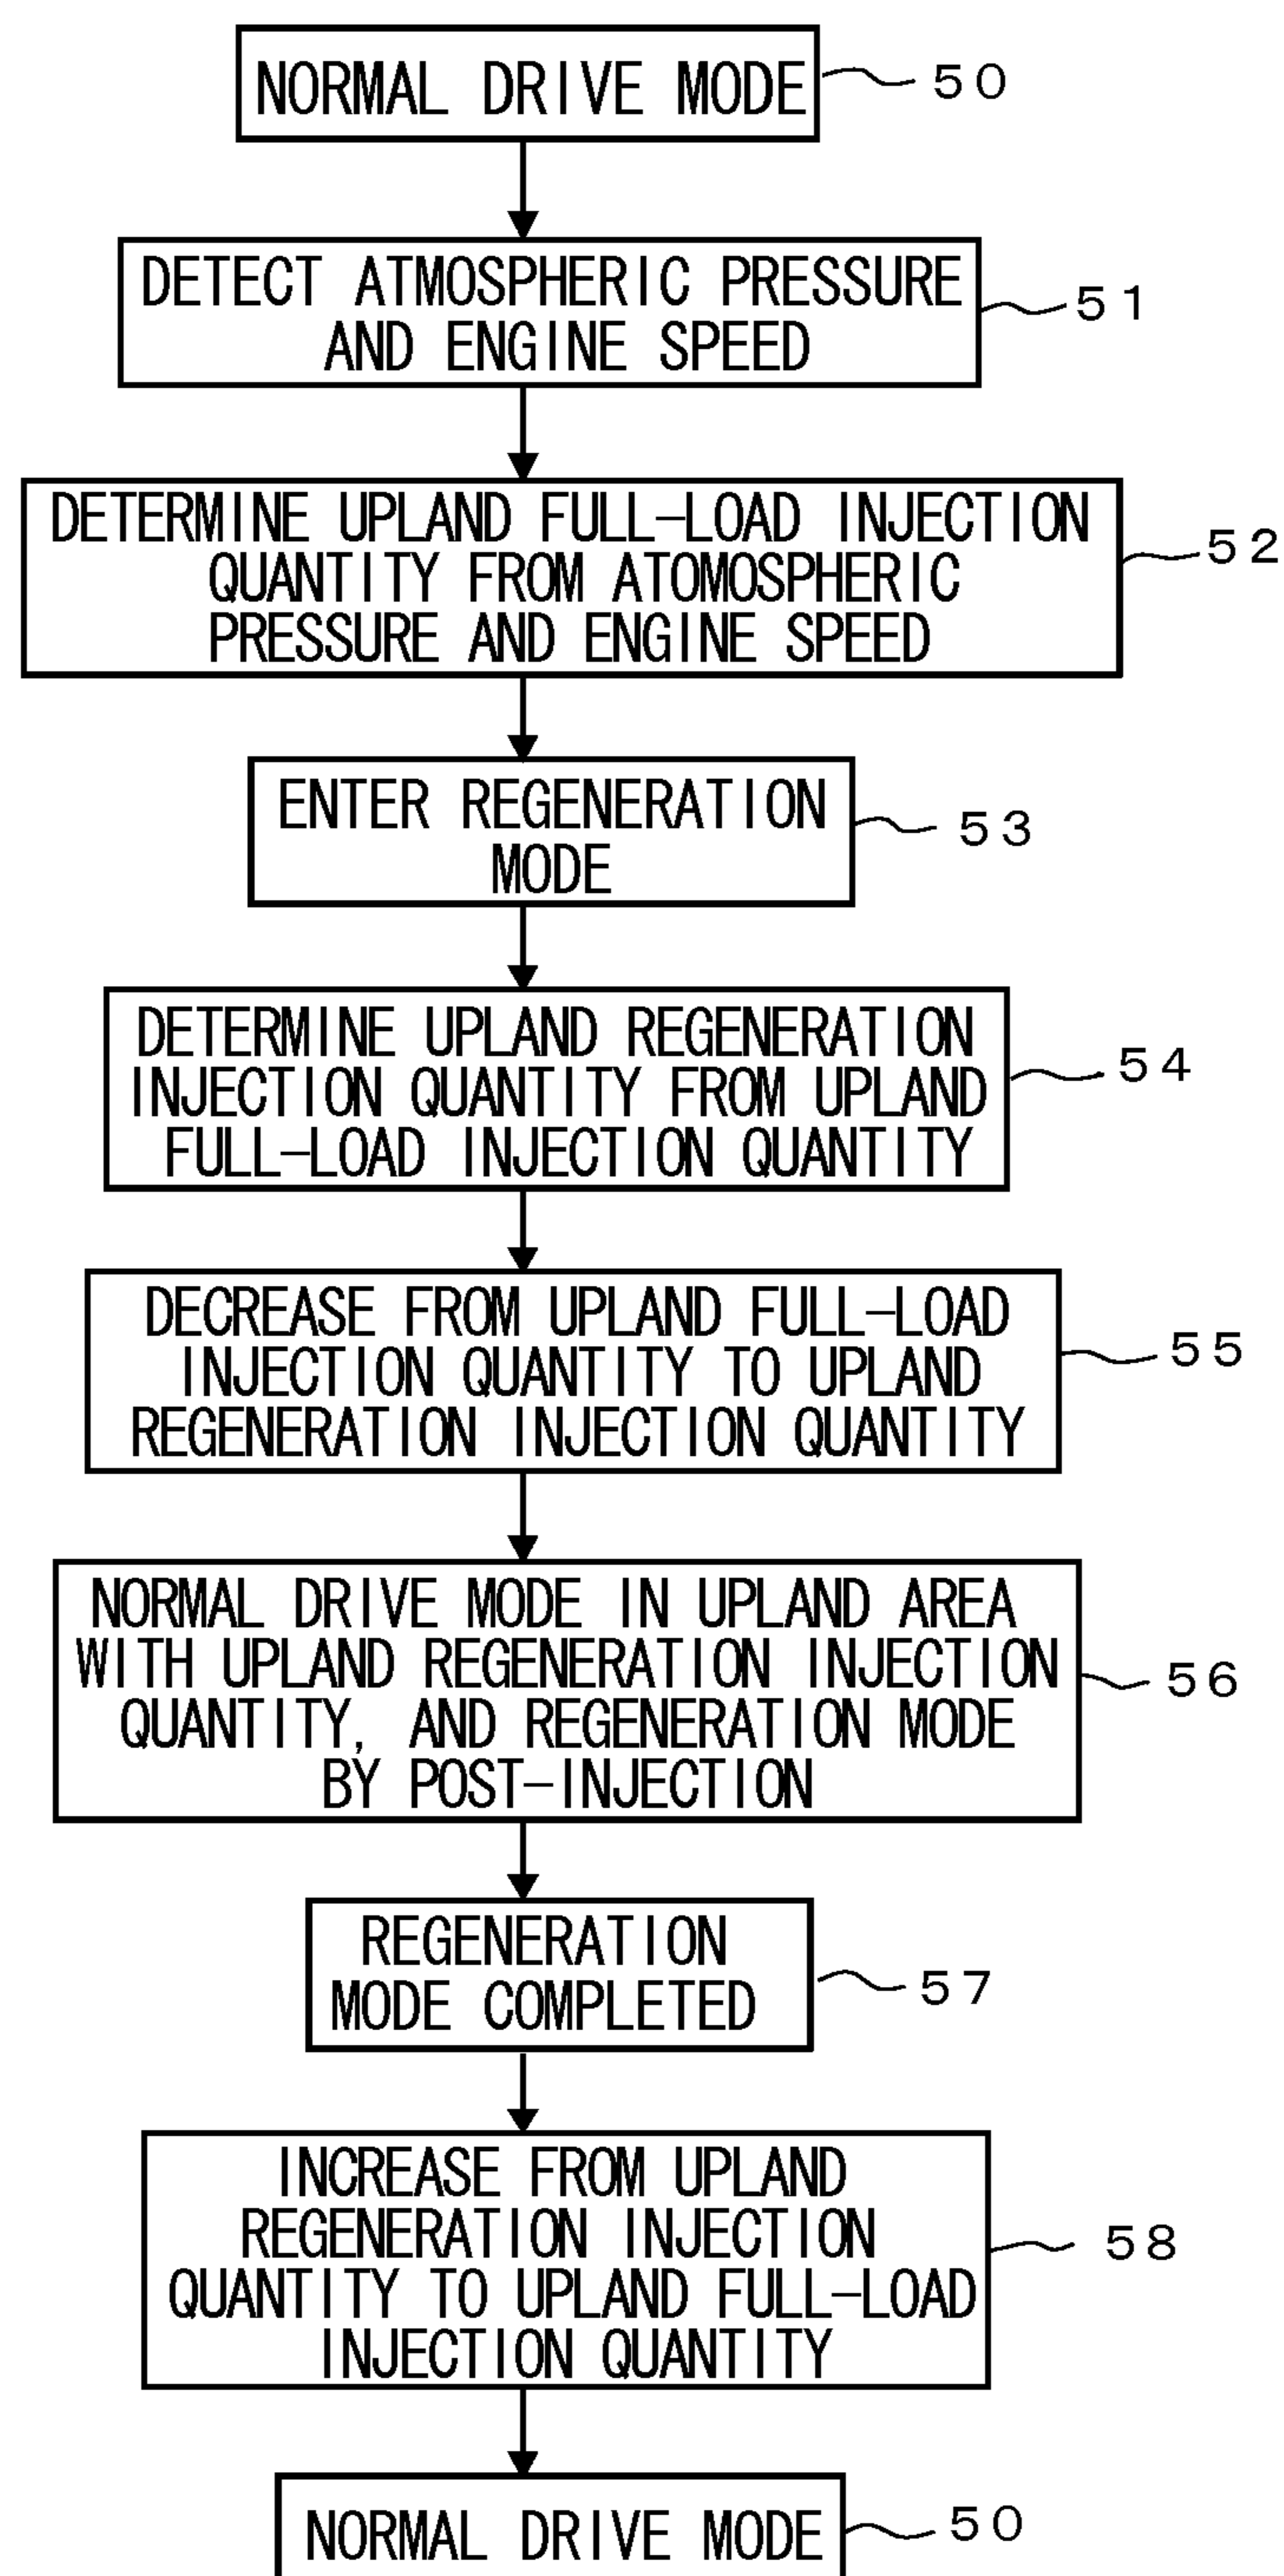 NORMAL DRIVE MODE
50
DETECT ATMOSPHERIC PRESSURE
AND ENGINE SPEED
51
DETERMINE UPLAND FULL-LOAD INJECTION
QUANTITY FROM ATOMOSPHERIC
PRESSURE AND ENGINE SPEED
52
ENTER REGENERATION
MODE
53
DETERMINE UPLAND REGENERATION
INJECTION QUANTITY FROM UPLAND
FULL-LOAD INJECTION QUANTITY
54
DECREASE FROM UPLAND FULL-LOAD
INJECTION QUANTITY TO UPLAND
REGENERATION INJECTION QUANTITY
55
NORMAL DRIVE MODE IN UPLAND AREA
WITH UPLAND REGENERATION INJECTION
QUANTITY, AND REGENERATION MODE
BY POST-INJECTION
56
REGENERATION
MODE COMPLETED
57
INCREASE FROM UPLAND
REGENERATION INJECTION
QUANTITY TO UPLAND FULL-LOAD
INJECTION QUANTITY
58
NORMAL DRIVE MODE
50